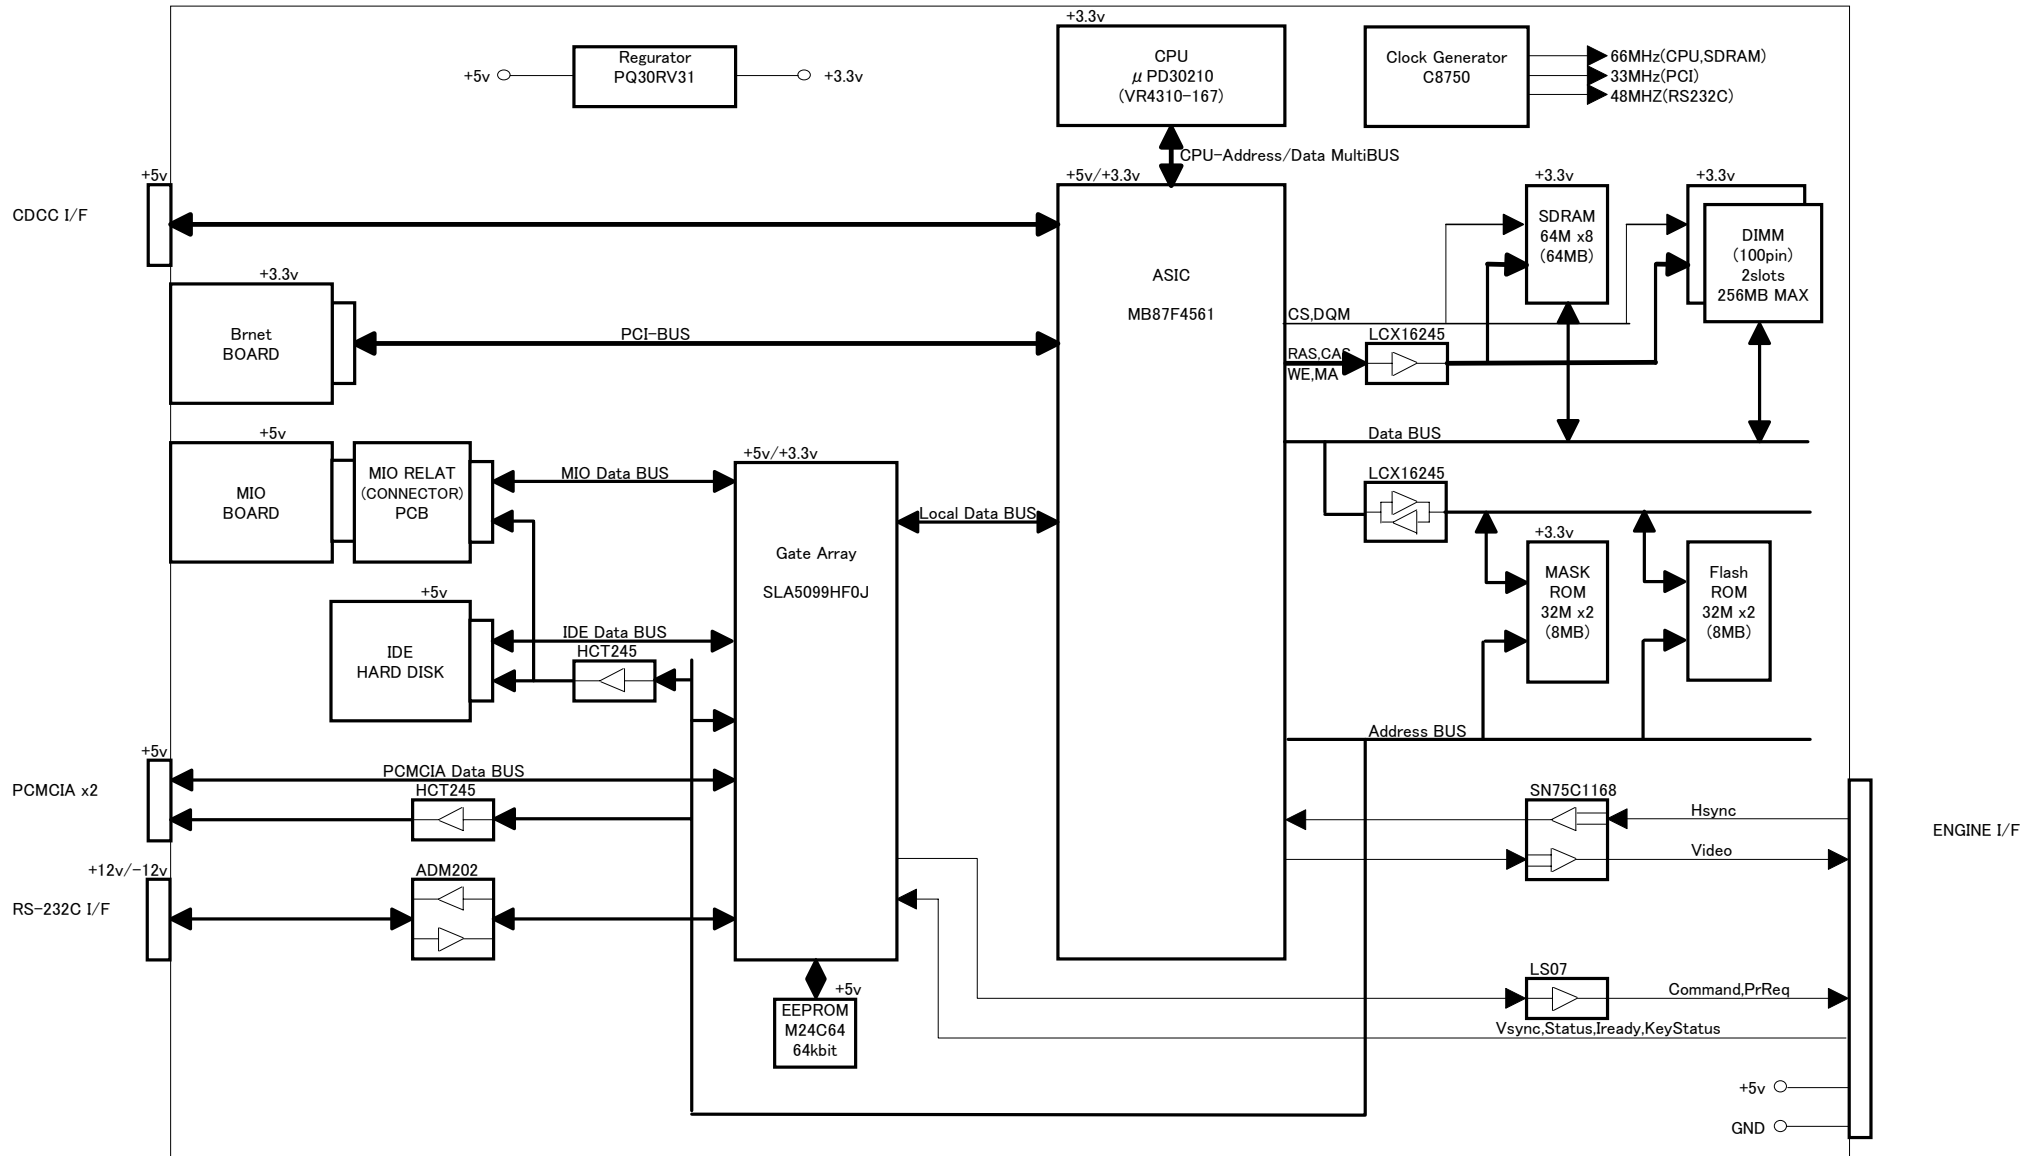 +3.3v
Regurator
PQ30RV31
+5v
+3.3v
CPU
μPD30210
(VR4310-167)
Clock Generator
C8750
66MHz(CPU,SDRAM)
33MHz(PCI)
48MHZ(RS232C)
CPU-Address/Data MultiBUS
+5v
CDCC I/F
+5v/+3.3v
ASIC
MB87F4561
+3.3v
SDRAM
64M x8
(64MB)
+3.3v
DIMM
(100pin)
2slots
256MB MAX
+3.3v
Brnet
BOARD
PCI-BUS
CS,DQM
LCX16245
RAS,CAS
WE,MA
Data BUS
+5v
MIO
BOARD
MIO RELAT
(CONNECTOR)
PCB
MIO Data BUS
+5v/+3.3v
Gate Array
SLA5099HF0J
Local Data BUS
LCX16245
+3.3v
MASK
ROM
32M x2
(8MB)
Flash
ROM
32M x2
(8MB)
+5v
IDE
HARD DISK
IDE Data BUS
HCT245
Address BUS
+5v
PCMCIA x2
PCMCIA Data BUS
HCT245
SN75C1168
Hsync
Video
ENGINE I/F
+12v/-12v
RS-232C I/F
ADM202
+5v
EEPROM
M24C64
64kbit
LS07
Command,PrReq
Vsync,Status,Iready,KeyStatus
+5v
GND